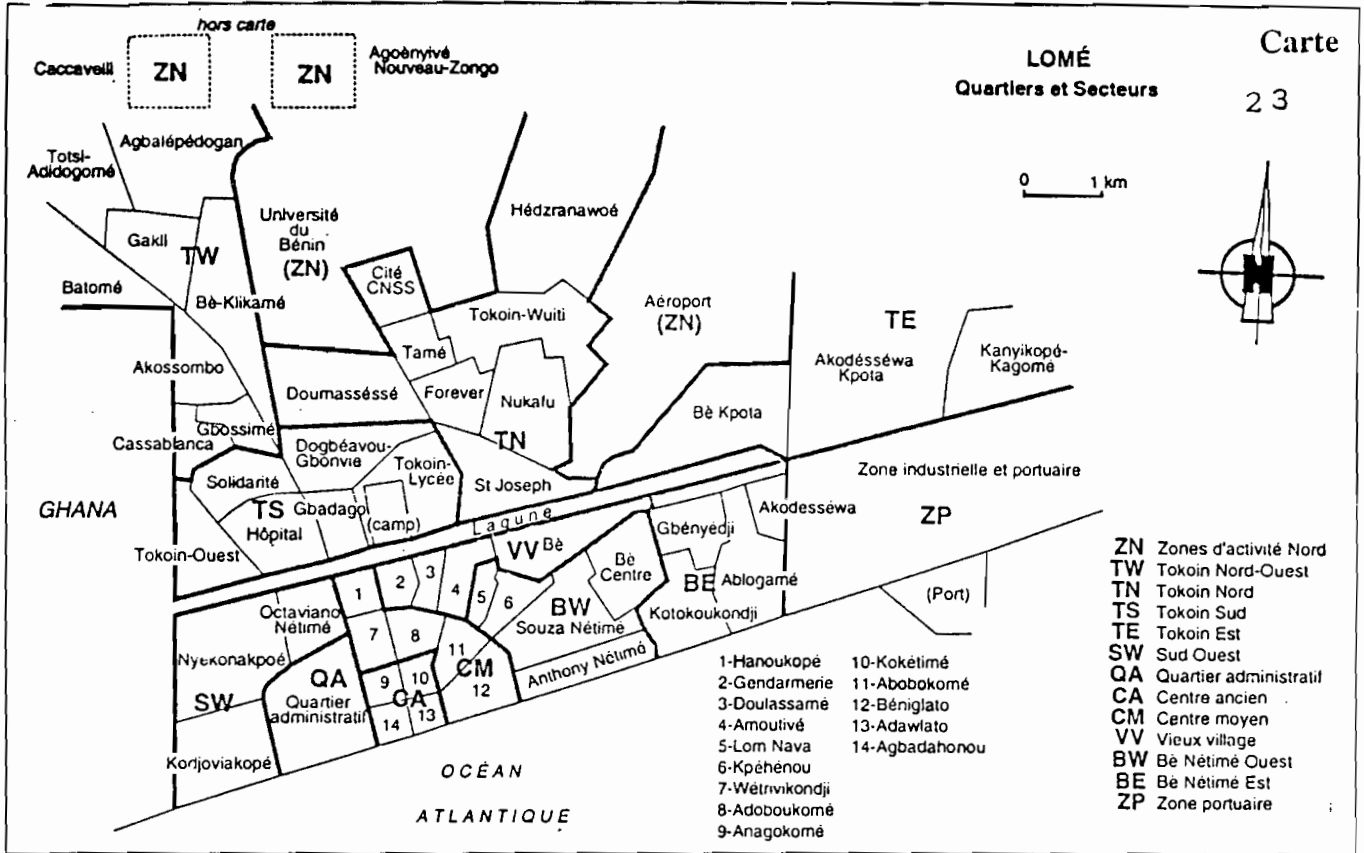 hors carte
Carte
23
LOMÉ
Quartiers et Secteurs
Caccavelli
ZN
ZN
Agoènyivé
Nouveau-Zongo
0 1 km
N
Agbalépédogan
Totsi-
Adidogomé
Université
du
Bénin
(ZN)
Hédzranawoé
Gakli
TW
Cité
CNSS
Batomé
Bè-Klikamé
Tokoin-Wuiti
Aéroport
(ZN)
TE
Akossombo
Tamé
Akodésséwa
Kpota
Kanyikopé-
Kagomé
Doumasséssé
Forever
Nukafu
Bè Kpota
Gbossimé
Cassablanca
Dogbéavou-
Gbonvie
TN
Tokoin-
Lycée
Zone industrielle et portuaire
Solidarité
St Joseph
GHANA
TS
Gbadago
(camp)
Hôpital
Lagune
Akodesséwa
ZP
Gbényédji
Tokoin-Ouest
VV Bè
Bè
Centre
BE
Ablogamé
(Port)
1
2
3
4
5
6
Octaviano
Nétimé
BW
Kotokoukondji
Souza Nétimé
7
8
11
Nyékonakpoé
CM
Anthony Nétimé
QA
9
10
12
SW
Quartier
administratif
CA
14
13
Kodjoviakopé
OCÉAN
ATLANTIQUE
1-Hanoukopé
2-Gendarmerie
3-Doulassamé
4-Amoutivé
5-Lom Nava
6-Kpéhénou
7-Wétrivikondji
8-Adoboukomé
9-Anagokomé
10-Kokétimé
11-Abobokomé
12-Béniglato
13-Adawlato
14-Agbadahonou
ZN Zones d'activité Nord
TW Tokoin Nord-Ouest
TN Tokoin Nord
TS Tokoin Sud
TE Tokoin Est
SW Sud Ouest
QA Quartier administratif
CA Centre ancien
CM Centre moyen
VV Vieux village
BW Bè Nétimé Ouest
BE Bè Nétimé Est
ZP Zone portuaire